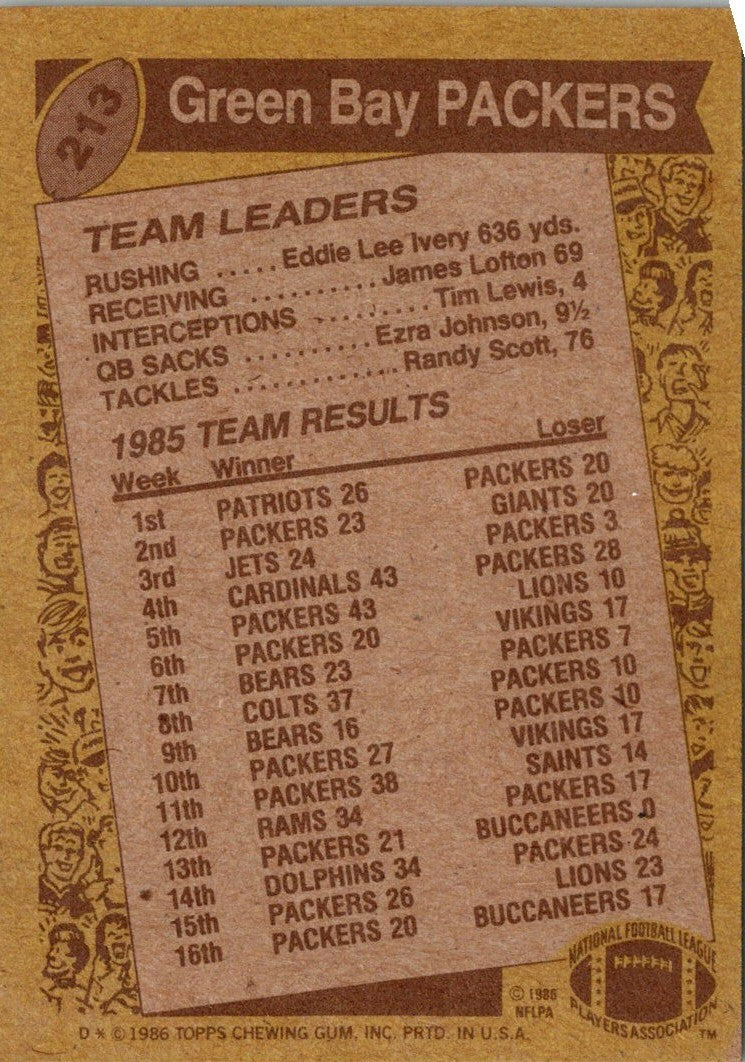 213
Green Bay PACKERS
TEAM LEADERS
RUSHING ..... Eddie Lee Ivery 636 yds.
RECEIVING .......... James Lofton 69
INTERCEPTIONS ......... Tim Lewis, 4
QB SACKS .......... Ezra Johnson, 9½
TACKLES ............ Randy Scott, 76
1985 TEAM RESULTS
Week Winner Loser
1st PATRIOTS 26 PACKERS 20
2nd PACKERS 23 GIANTS 20
3rd JETS 24 PACKERS 3
4th CARDINALS 43 PACKERS 28
5th PACKERS 43 LIONS 10
6th PACKERS 20 VIKINGS 17
7th BEARS 23 PACKERS 7
8th COLTS 37 PACKERS 10
9th BEARS 16 PACKERS 10
10th PACKERS 27 VIKINGS 17
11th PACKERS 38 SAINTS 14
12th RAMS 34 PACKERS 17
13th PACKERS 21 BUCCANEERS 0
14th DOLPHINS 34 PACKERS 24
15th PACKERS 26 LIONS 23
16th PACKERS 20 BUCCANEERS 17
© 1986
NFLPA
NATIONAL FOOTBALL LEAGUE
PLAYERS ASSOCIATION
TM
D * © 1986 TOPPS CHEWING GUM, INC. PRTD. IN U.S.A.